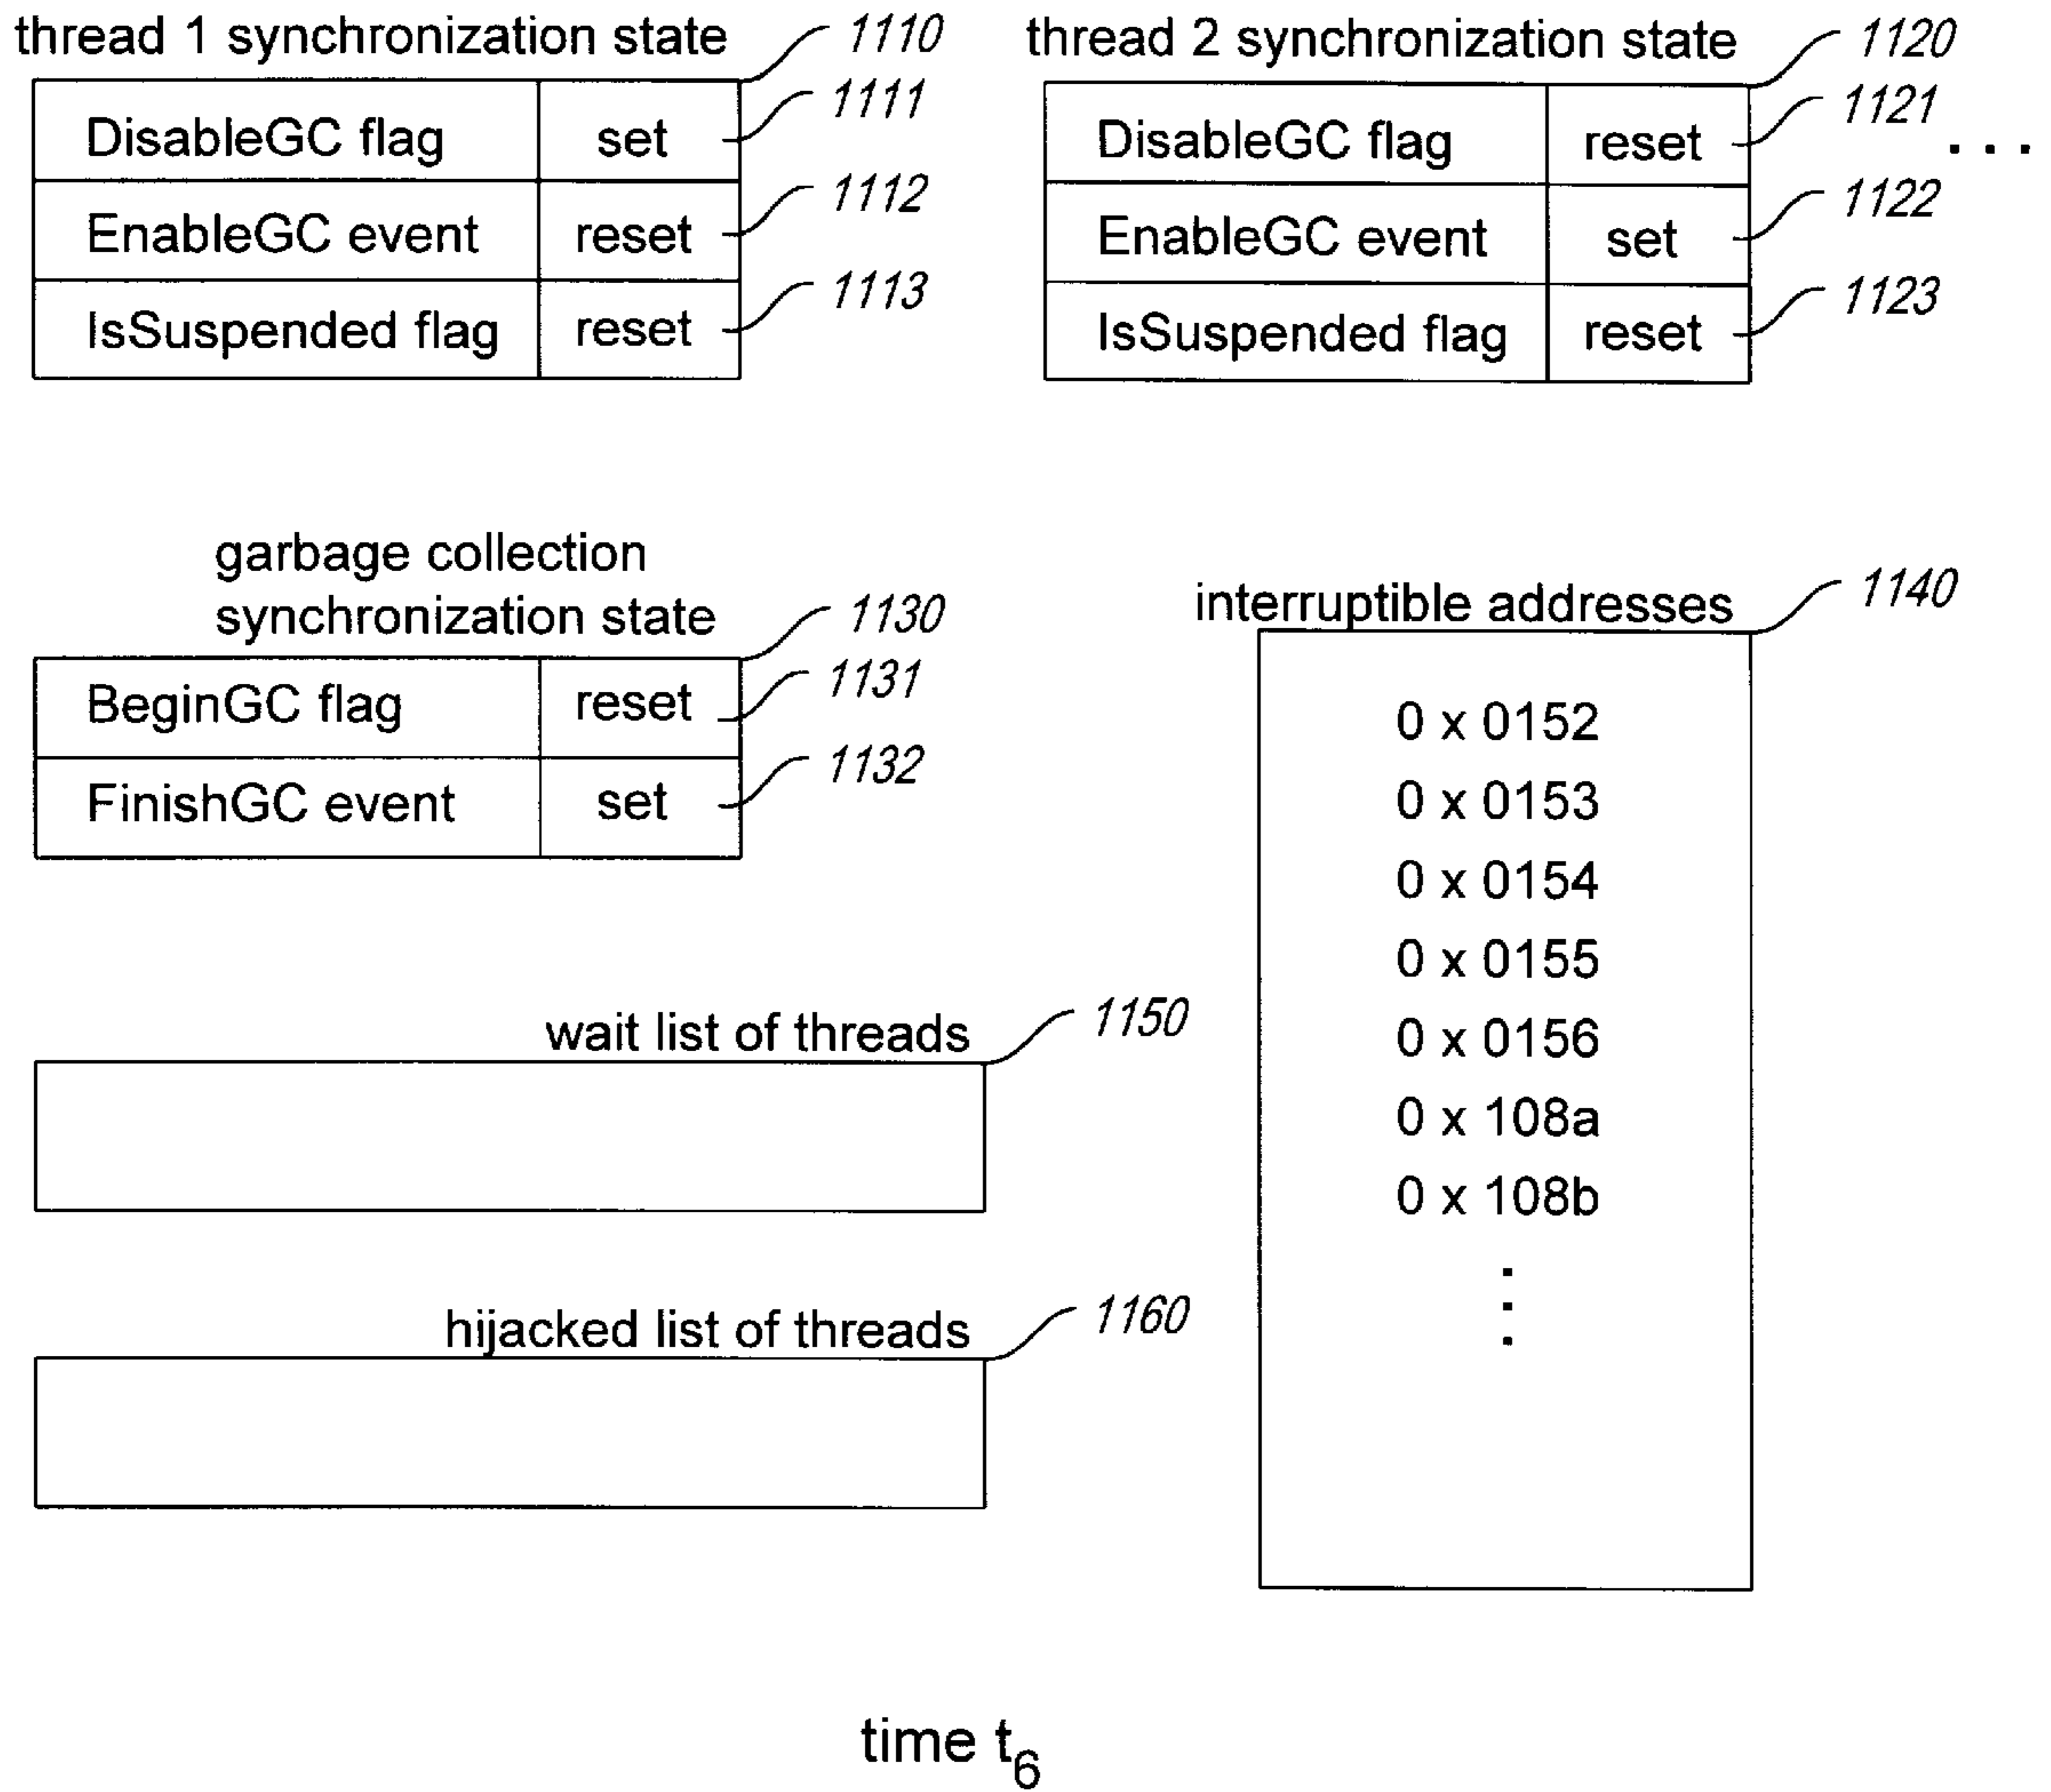 thread 1 synchronization state 1110
DisableGC flag set 1111
EnableGC event reset 1112
IsSuspended flag reset 1113
thread 2 synchronization state 1120
DisableGC flag reset 1121 ...
EnableGC event set 1122
IsSuspended flag reset 1123
garbage collection
synchronization state 1130
BeginGC flag reset 1131
FinishGC event set 1132
interruptible addresses 1140
0 x 0152
0 x 0153
0 x 0154
0 x 0155
0 x 0156
0 x 108a
0 x 108b
wait list of threads 1150
hijacked list of threads 1160
time t6